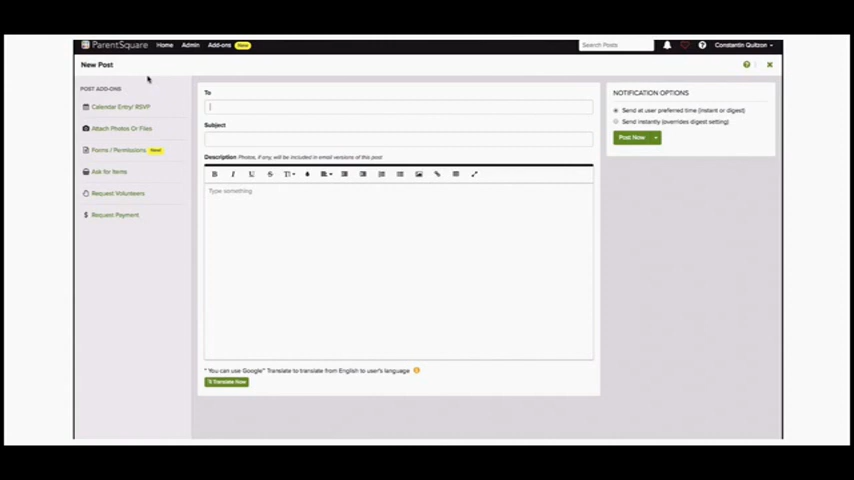 ParentSquare Home Admin Add-ons New Search Posts Constantin Quitzon
New Post
POST ADD-ONS
Calendar Entry/ RSVP
Attach Photos Or Files
Forms / Permissions New!
Ask for Items
Request Volunteers
$ Request Payment
To
Subject
Description Photos, if any, will be included in email versions of this post
B I U S T
Type something
* You can use Google™ Translate to translate from English to user's language
Translate Now
NOTIFICATION OPTIONS
Send at user preferred time (instant or digest)
Send instantly (overrides digest setting)
Post Now